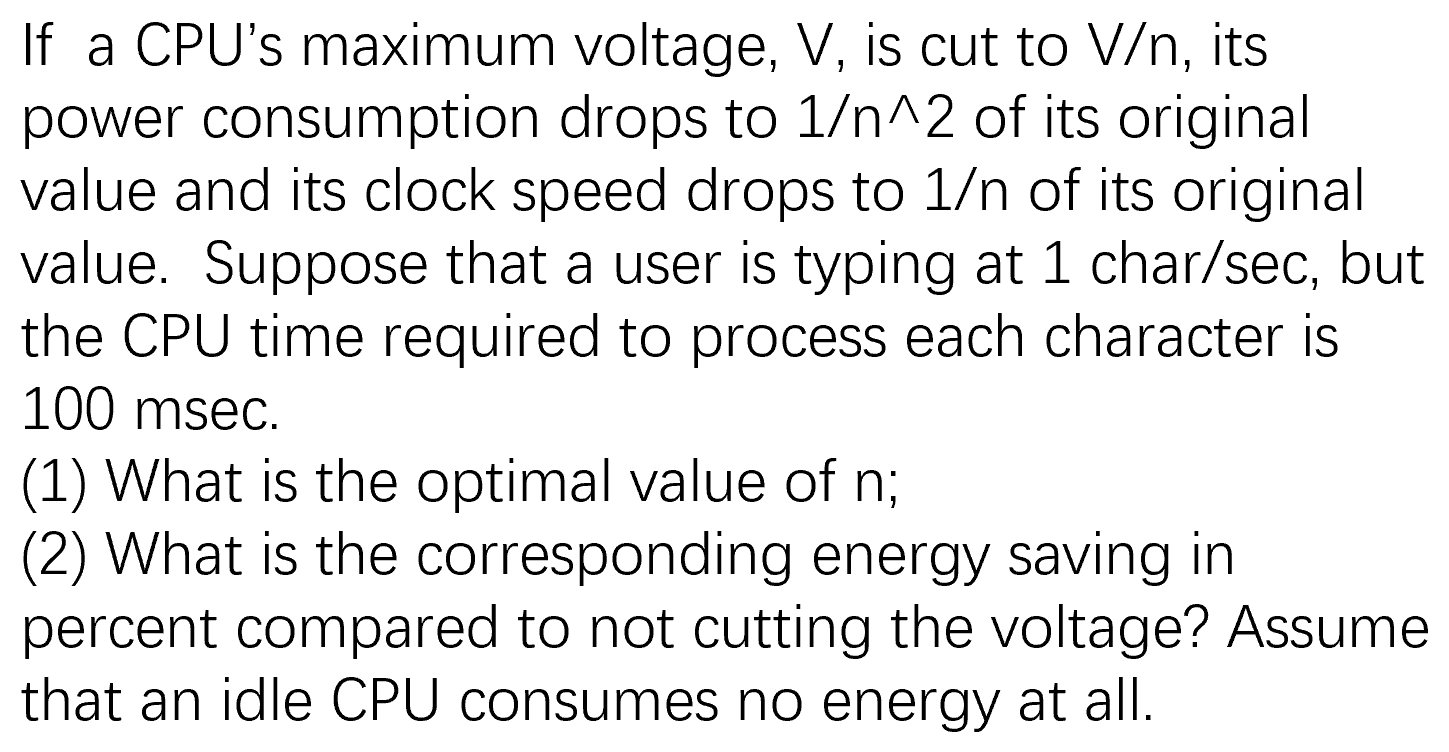 If  a CPU’s maximum voltage, V, is cut to V/n, its
power consumption drops to 1/n^2 of its original
value and its clock speed drops to 1/n of its original
value.  Suppose that a user is typing at 1 char/sec, but
the CPU time required to process each character is
100 msec.
(1) What is the optimal value of n;
(2) What is the corresponding energy saving in
percent compared to not cutting the voltage? Assume
that an idle CPU consumes no energy at all.